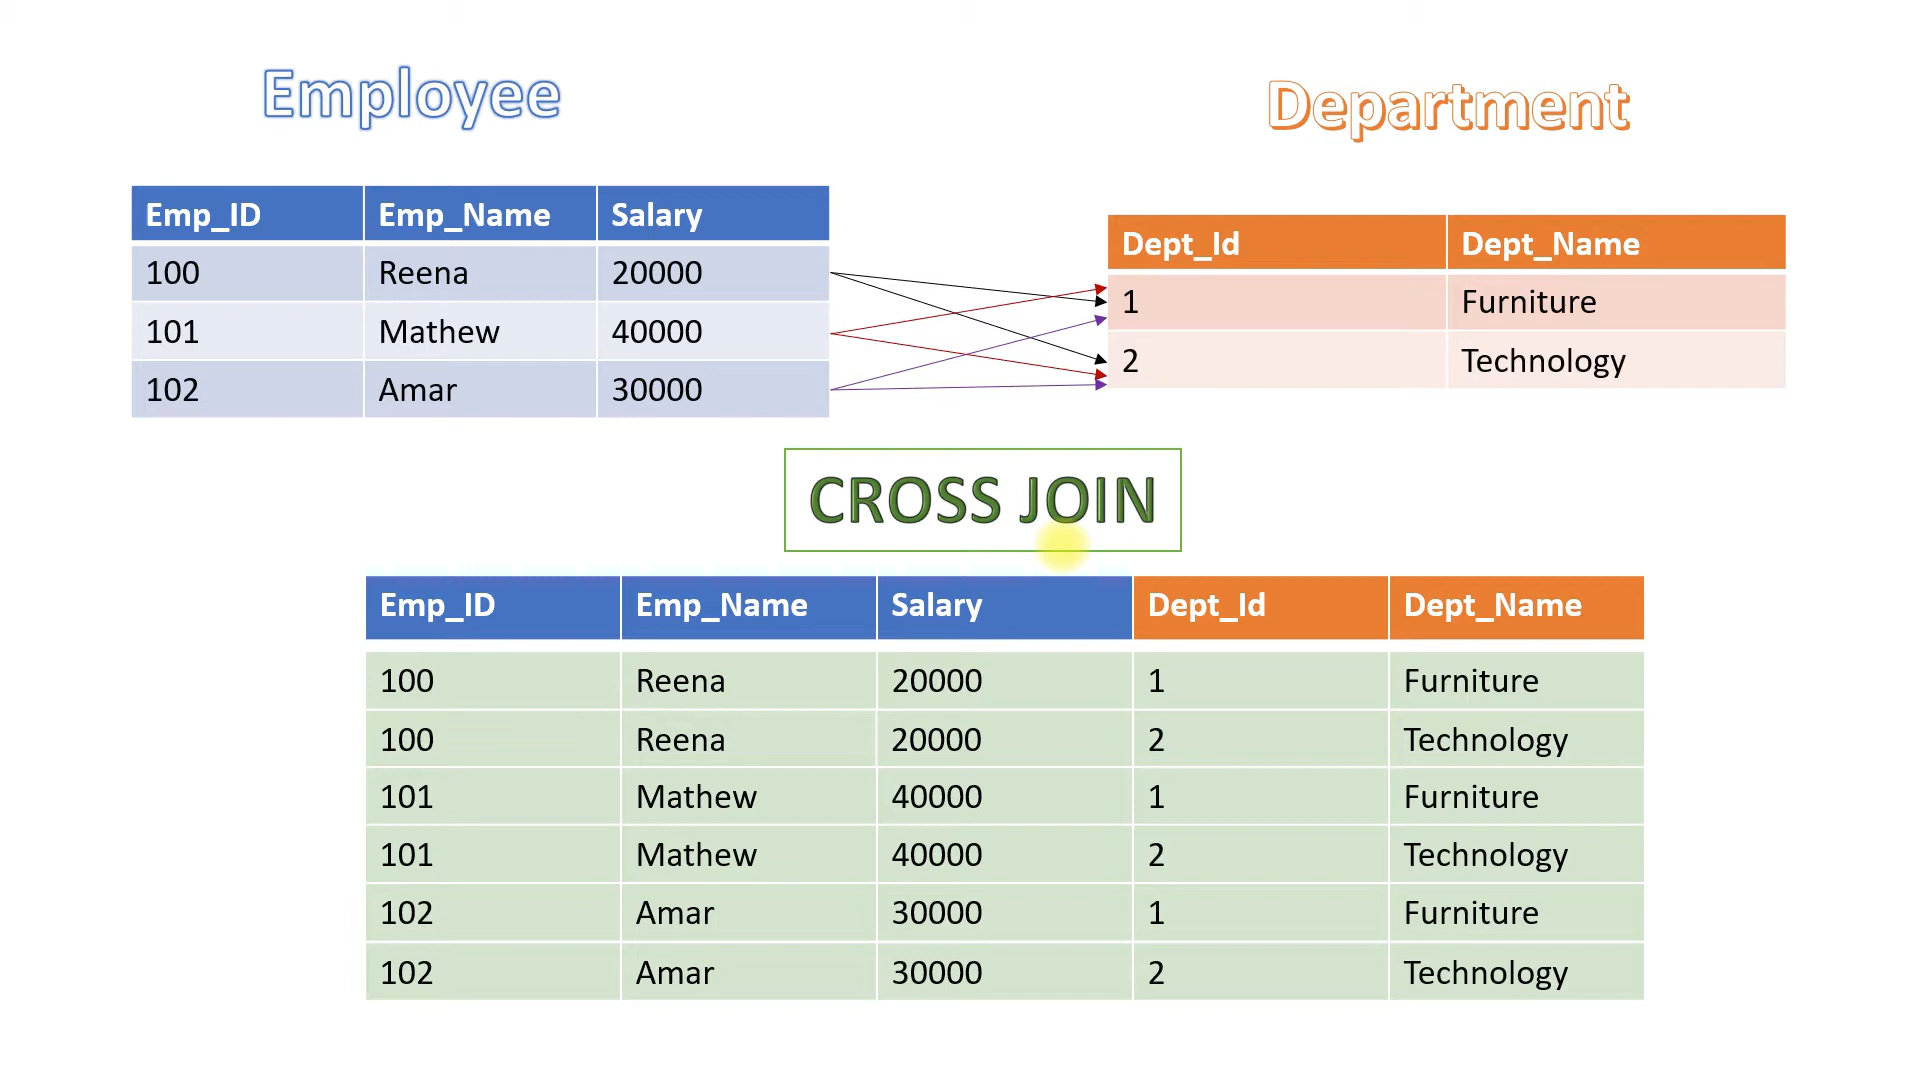 Employee
Department
Emp_ID Emp_Name Salary
100 Reena 20000
101 Mathew 40000
102 Amar 30000
Dept_Id Dept_Name
1 Furniture
2 Technology
CROSS JOIN
Emp_ID Emp_Name Salary Dept_Id Dept_Name
100 Reena 20000 1 Furniture
100 Reena 20000 2 Technology
101 Mathew 40000 1 Furniture
101 Mathew 40000 2 Technology
102 Amar 30000 1 Furniture
102 Amar 30000 2 Technology